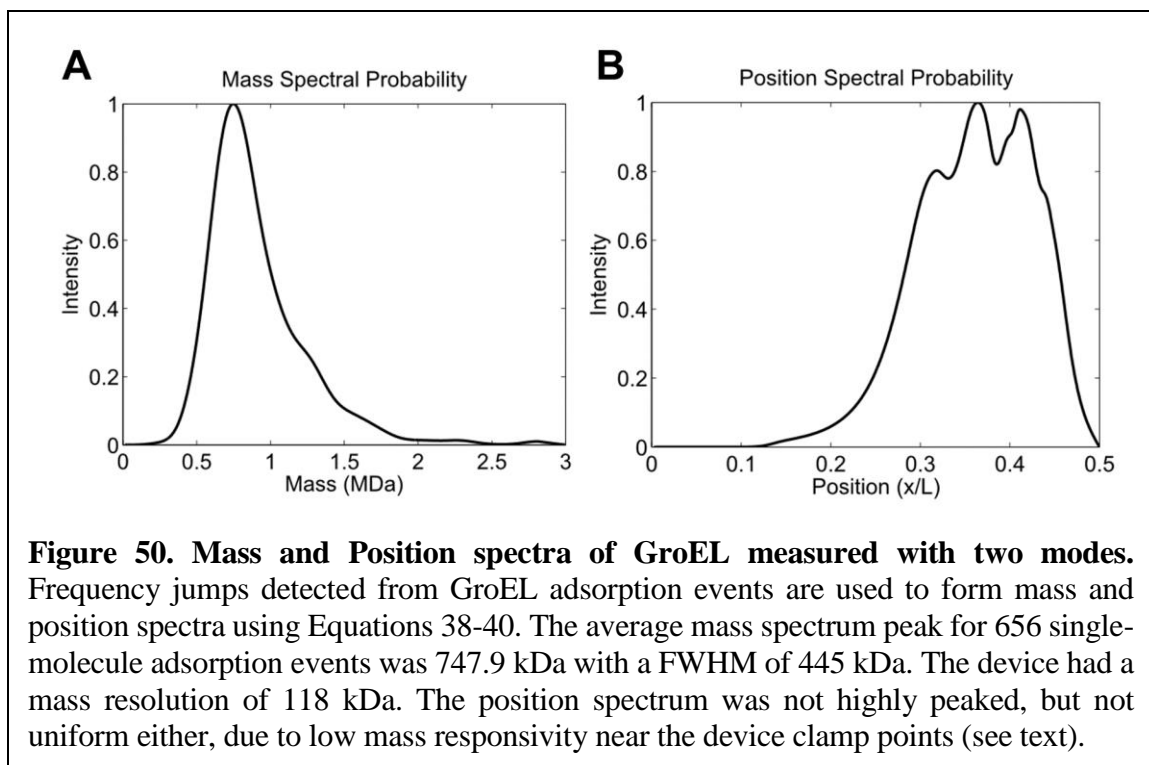 A
Mass Spectral Probability
1
0.8
0.6
0.4
0.2
0
Intensity
0 0.5 1 1.5 2 2.5 3
Mass (MDa)
B
Position Spectral Probability
1
0.8
0.6
0.4
0.2
0
Intensity
0 0.1 0.2 0.3 0.4 0.5
Position (x/L)
Figure 50. Mass and Position spectra of GroEL measured with two modes.
Frequency jumps detected from GroEL adsorption events are used to form mass and
position spectra using Equations 38-40. The average mass spectrum peak for 656 single-
molecule adsorption events was 747.9 kDa with a FWHM of 445 kDa. The device had a
mass resolution of 118 kDa. The position spectrum was not highly peaked, but not
uniform either, due to low mass responsivity near the device clamp points (see text).